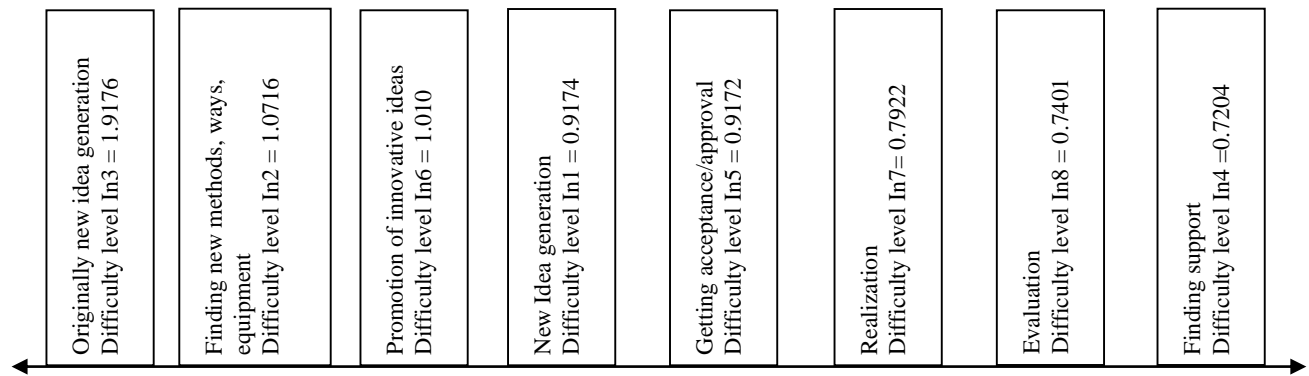 Originally new idea generation
Difficulty level In3 = 1.9176
Finding new methods, ways,
equipment
Difficulty level In2 = 1.0716
Promotion of innovative ideas
Difficulty level In6 = 1.010
New Idea generation
Difficulty level In1 = 0.9174
Getting acceptance/approval
Difficulty level In5 = 0.9172
Realization
Difficulty level In7= 0.7922
Evaluation
Difficulty level In8 = 0.7401
Finding support
Difficulty level In4 =0.7204